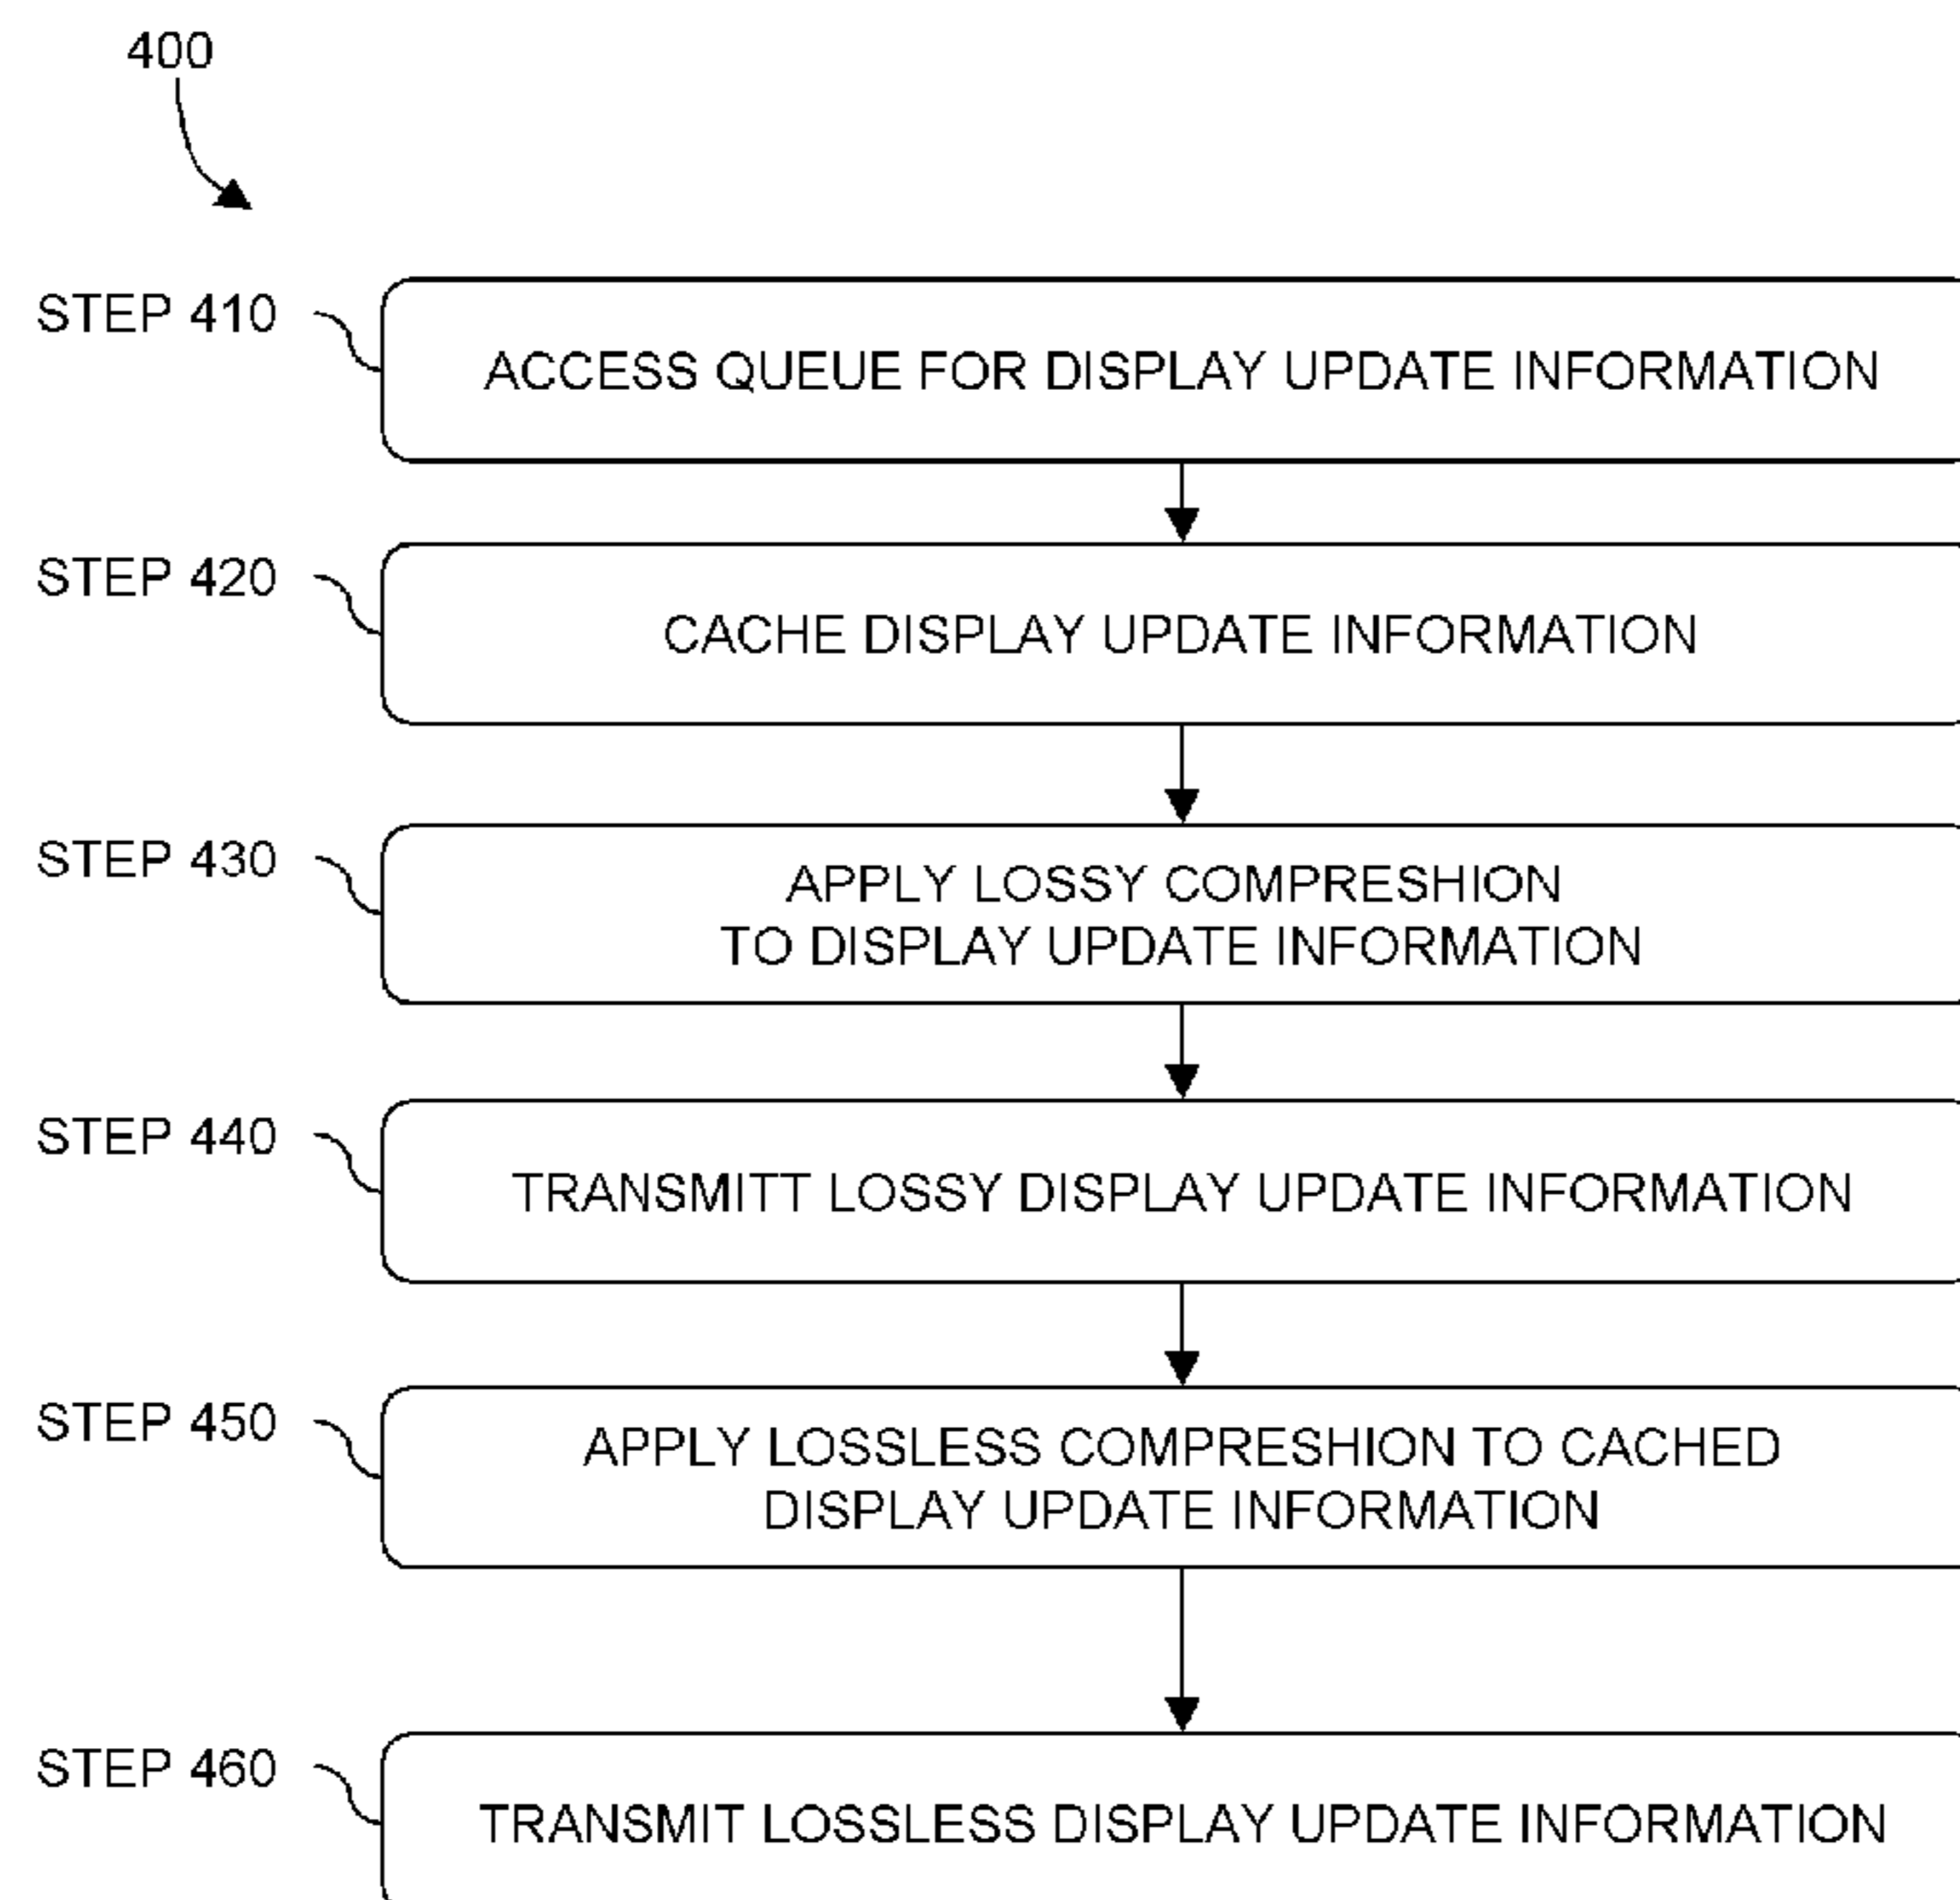 400
STEP 410
ACCESS QUEUE FOR DISPLAY UPDATE INFORMATION
STEP 420
CACHE DISPLAY UPDATE INFORMATION
STEP 430
APPLY LOSSY COMPRESHION
TO DISPLAY UPDATE INFORMATION
STEP 440
TRANSMITT LOSSY DISPLAY UPDATE INFORMATION
STEP 450
APPLY LOSSLESS COMPRESHION TO CACHED
DISPLAY UPDATE INFORMATION
STEP 460
TRANSMIT LOSSLESS DISPLAY UPDATE INFORMATION